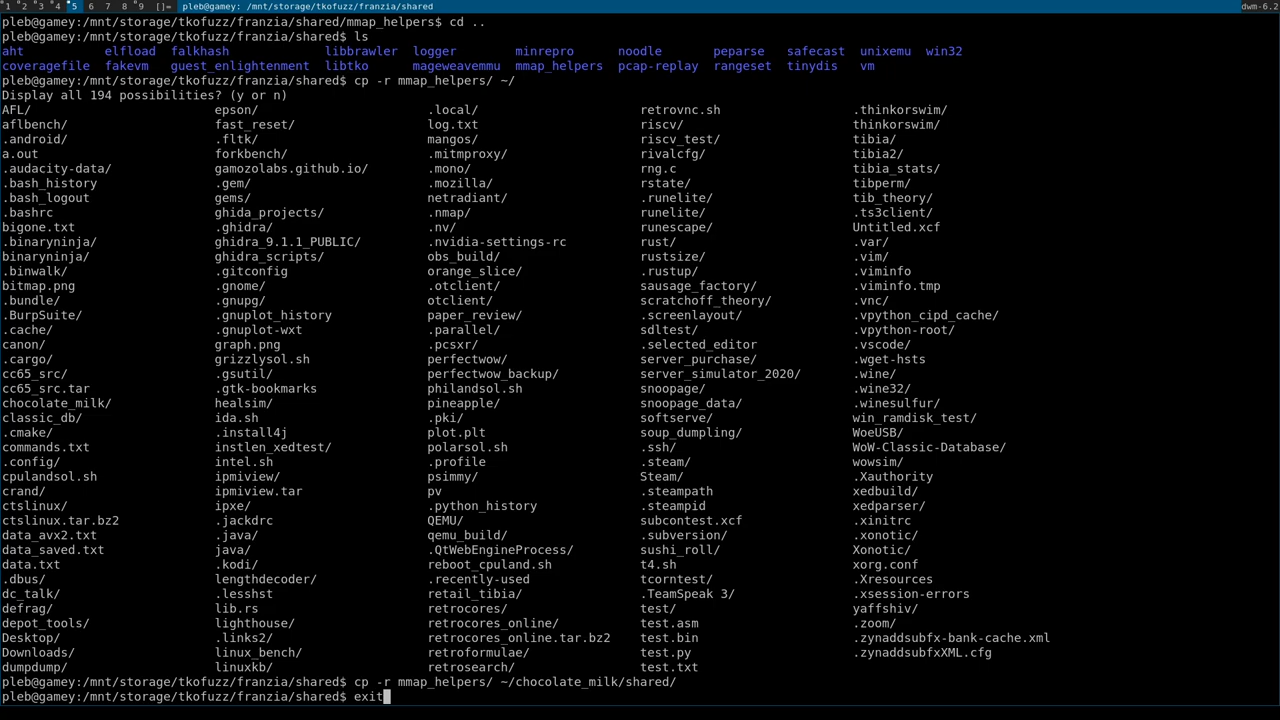 1 2 3 4 5 6 7 8 9 []= pleb@gamey: /mnt/storage/tkofuzz/franzia/shared dwm-6.2
pleb@gamey:/mnt/storage/tkofuzz/franzia/shared/mmap_helpers$ cd ..
pleb@gamey:/mnt/storage/tkofuzz/franzia/shared$ ls
aht elfload falkhash libbrawler logger minrepro noodle peparse safecast unixemu win32
coveragefile fakevm guest_enlightenment libtko mageweavemmu mmap_helpers pcap-replay rangeset tinydis vm
pleb@gamey:/mnt/storage/tkofuzz/franzia/shared$ cp -r mmap_helpers/ ~/
Display all 194 possibilities? (y or n)
AFL/ epson/ .local/ retrovnc.sh .thinkorswim/
aflbench/ fast_reset/ log.txt riscv/ thinkorswim/
.android/ .fltk/ mangos/ riscv_test/ tibia/
a.out forkbench/ .mitmproxy/ rivalcfg/ tibia2/
.audacity-data/ gamozolabs.github.io/ .mono/ rng.c tibia_stats/
.bash_history .gem/ .mozilla/ rstate/ tibperm/
.bash_logout gems/ netradiant/ .runelite/ tib_theory/
.bashrc ghida_projects/ .nmap/ runelite/ .ts3client/
bigone.txt .ghidra/ .nv/ runescape/ Untitled.xcf
.binaryninja/ ghidra_9.1.1_PUBLIC/ .nvidia-settings-rc rust/ .var/
binaryninja/ ghidra_scripts/ obs_build/ rustsize/ .vim/
.binwalk/ .gitconfig orange_slice/ .rustup/ .viminfo
bitmap.png .gnome/ .otclient/ sausage_factory/ .viminfo.tmp
.bundle/ .gnupg/ otclient/ scratchoff_theory/ .vnc/
.BurpSuite/ .gnuplot_history paper_review/ .screenlayout/ .vpython_cipd_cache/
.cache/ .gnuplot-wxt .parallel/ sdltest/ .vpython-root/
canon/ graph.png .pcsxr/ .selected_editor .vscode/
.cargo/ grizzlysol.sh perfectwow/ server_purchase/ .wget-hsts
cc65_src/ .gsutil/ perfectwow_backup/ server_simulator_2020/ .wine/
cc65_src.tar .gtk-bookmarks philandsol.sh snoopage/ .wine32/
chocolate_milk/ healsim/ pineapple/ snoopage_data/ .winesulfur/
classic_db/ ida.sh .pki/ softserve/ win_ramdisk_test/
.cmake/ .install4j plot.plt soup_dumpling/ WoeUSB/
commands.txt instlen_xedtest/ polarsol.sh .ssh/ WoW-Classic-Database/
.config/ intel.sh .profile .steam/ wowsim/
cpulandsol.sh ipmiview/ psimmy/ Steam/ .Xauthority
crand/ ipmiview.tar pv .steampath xedbuild/
ctslinux/ ipxe/ .python_history .steampid xedparser/
ctslinux.tar.bz2 .jackdrc QEMU/ subcontest.xcf .xinitrc
data_avx2.txt .java/ qemu_build/ .subversion/ .xonotic/
data_saved.txt java/ .QtWebEngineProcess/ sushi_roll/ Xonotic/
data.txt .kodi/ reboot_cpuland.sh t4.sh xorg.conf
.dbus/ lengthdecoder/ .recently-used tcorntest/ .Xresources
dc_talk/ .lesshst retail_tibia/ .TeamSpeak 3/ .xsession-errors
defrag/ lib.rs retrocores/ test/ yaffshiv/
depot_tools/ lighthouse/ retrocores_online/ test.asm .zoom/
Desktop/ .links2/ retrocores_online.tar.bz2 test.bin .zynaddsubfx-bank-cache.xml
Downloads/ linux_bench/ retroformulae/ test.py .zynaddsubfxXML.cfg
dumpdump/ linuxkb/ retrosearch/ test.txt
pleb@gamey:/mnt/storage/tkofuzz/franzia/shared$ cp -r mmap_helpers/ ~/chocolate_milk/shared/
pleb@gamey:/mnt/storage/tkofuzz/franzia/shared$ exit